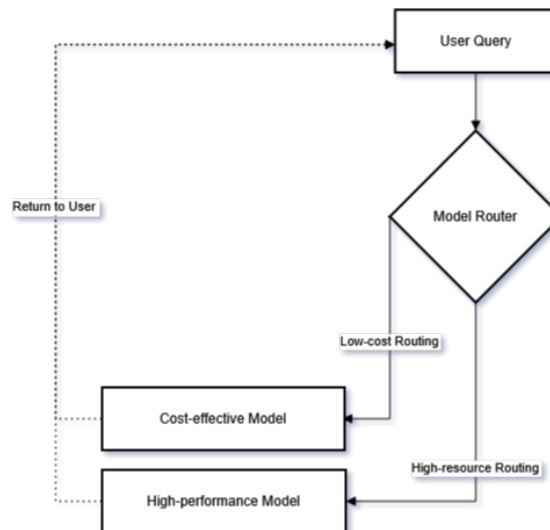 User Query
Model Router
Return to User
Low-cost Routing
Cost-effective Model
High-resource Routing
High-performance Model